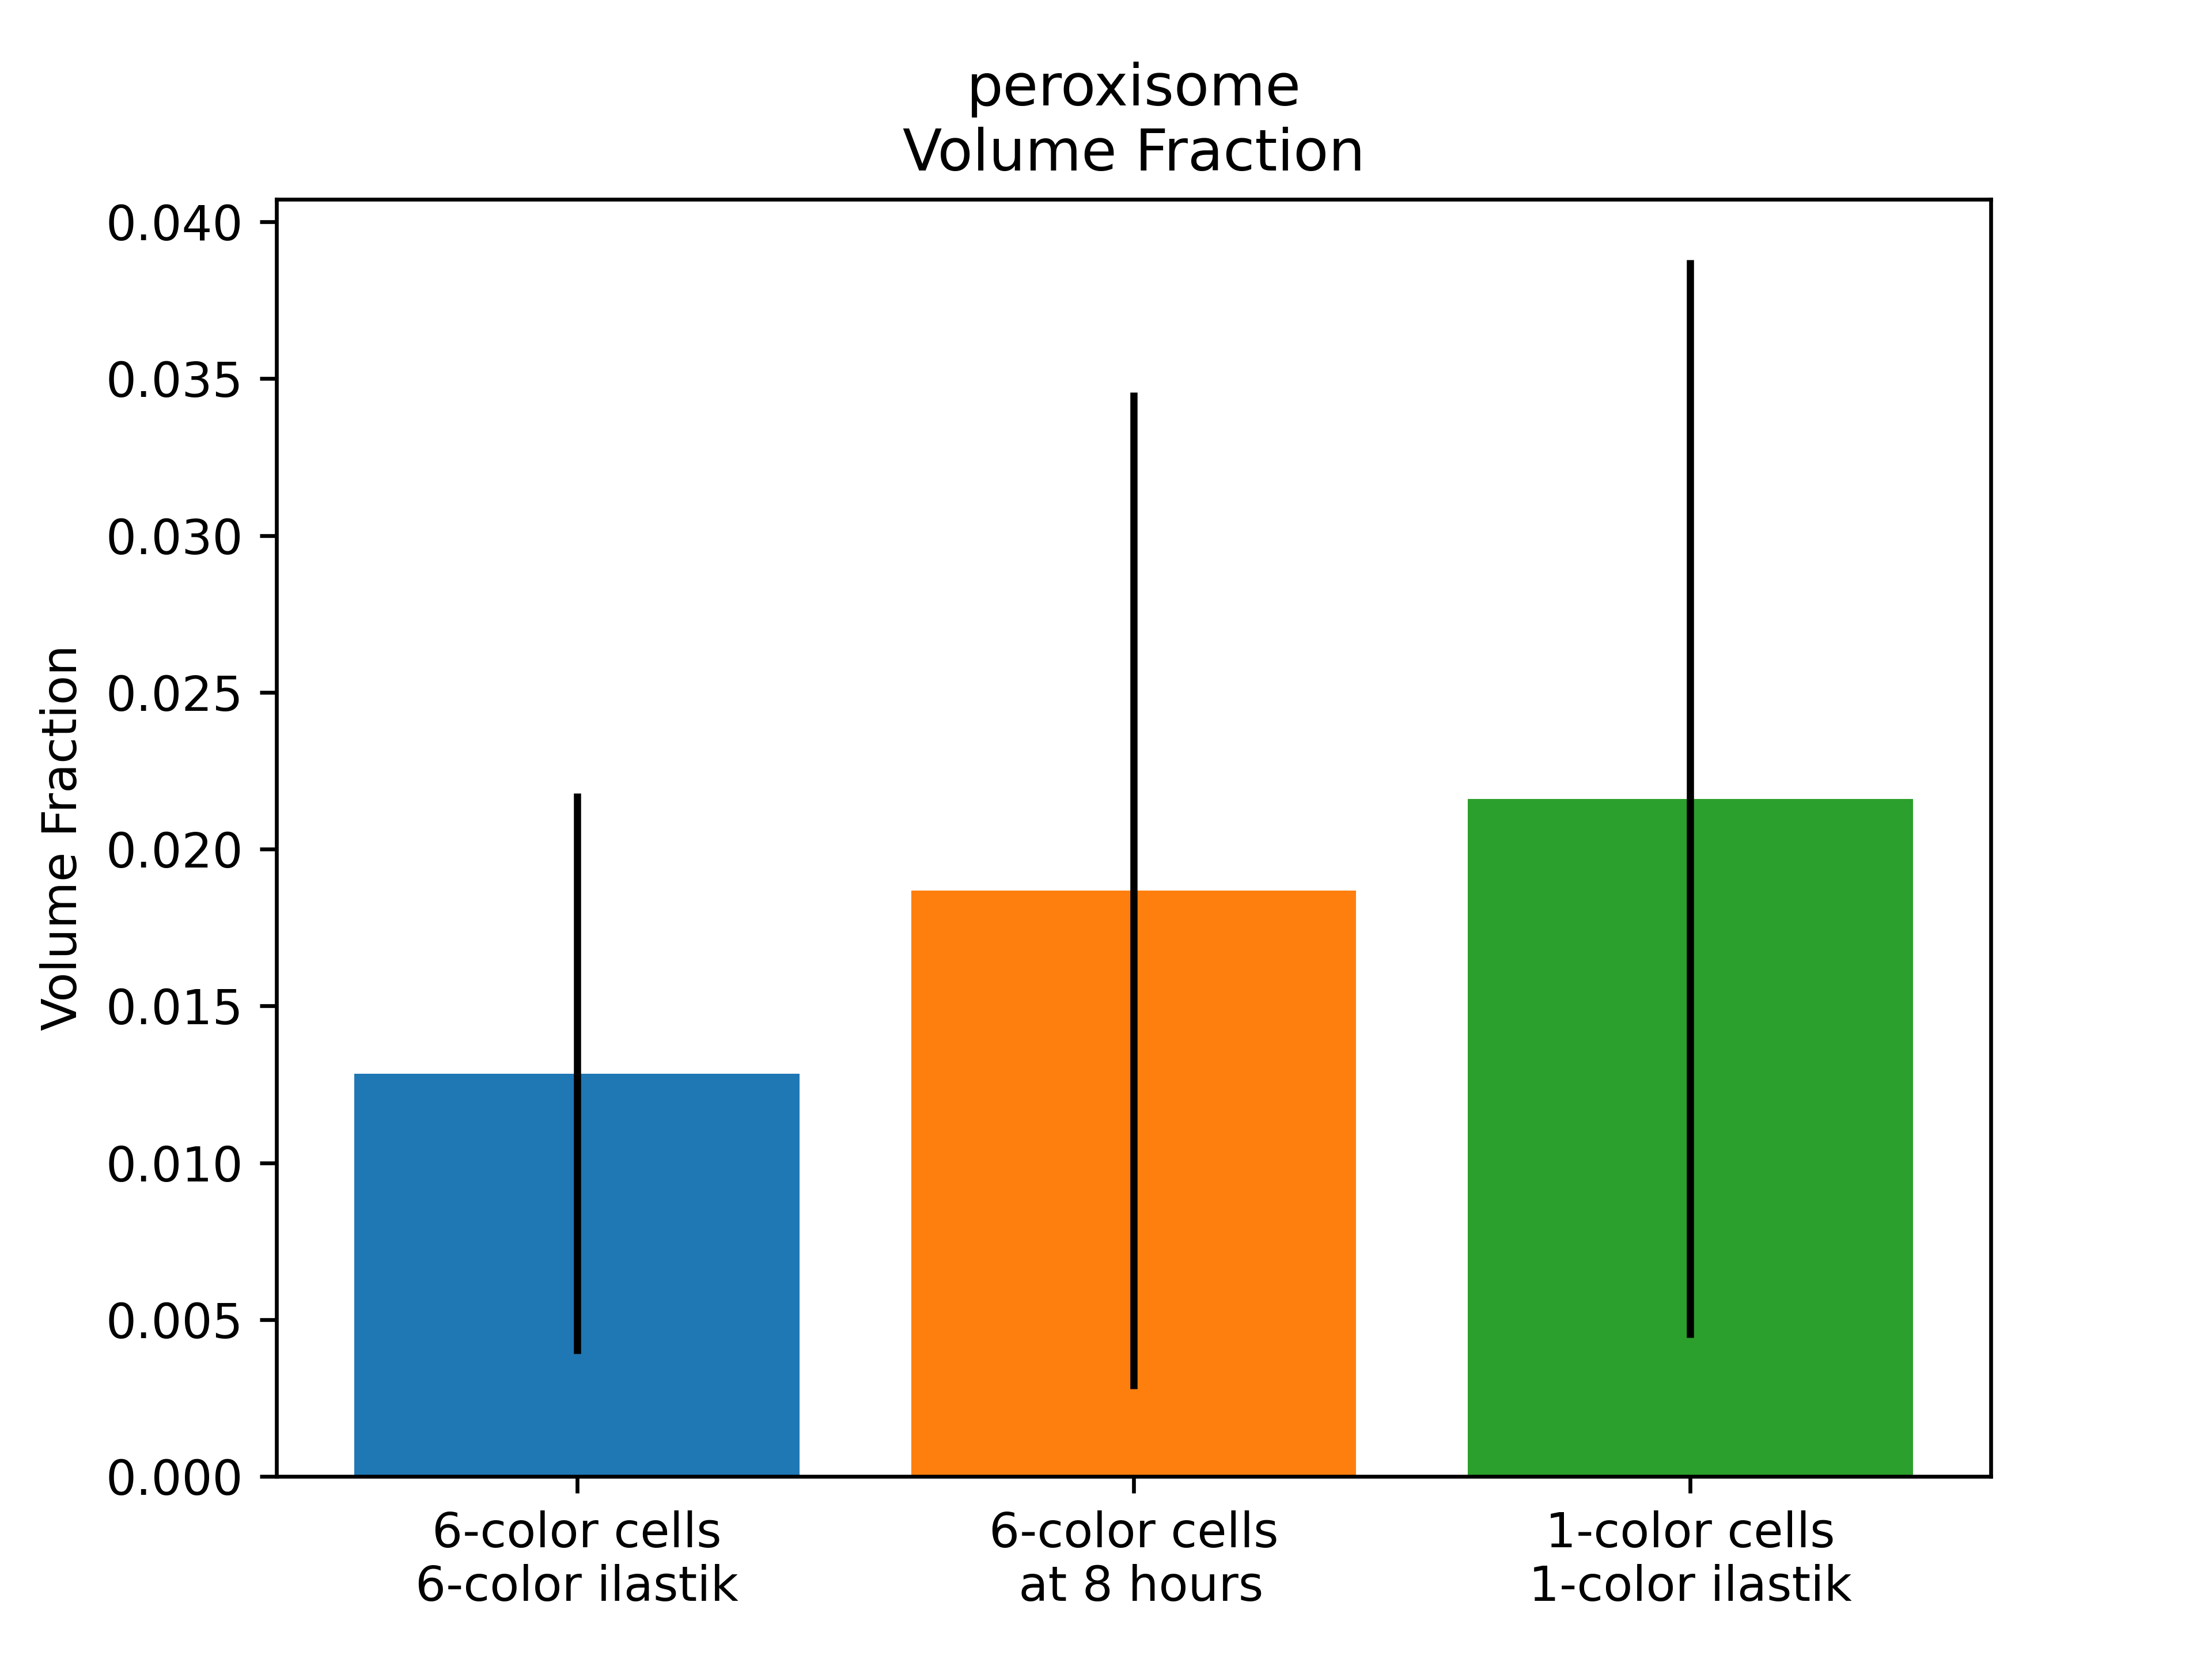 peroxisome
Volume Fraction
Volume Fraction
0.040
0.035
0.030
0.025
0.020
0.015
0.010
0.005
0.000
6-color cells
6-color ilastik
6-color cells
at 8 hours
1-color cells
1-color ilastik